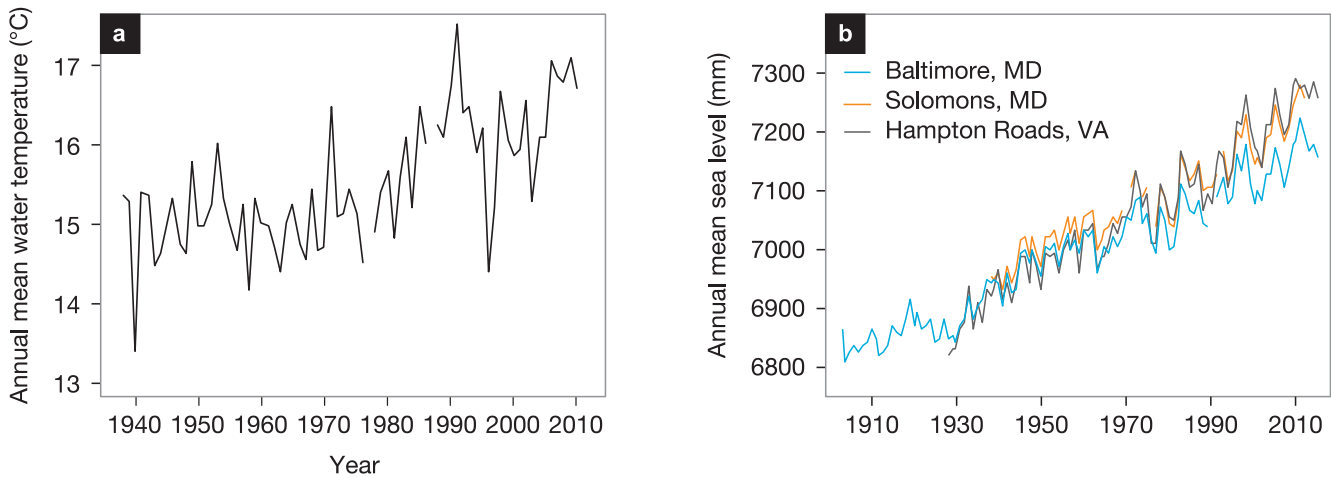 a
Annual mean water temperature (°C)
17
16
15
14
13
1940 1950 1960 1970 1980 1990 2000 2010
Year
b
Baltimore, MD
Solomons, MD
Hampton Roads, VA
Annual mean sea level (mm)
7300
7200
7100
7000
6900
6800
1910 1930 1950 1970 1990 2010